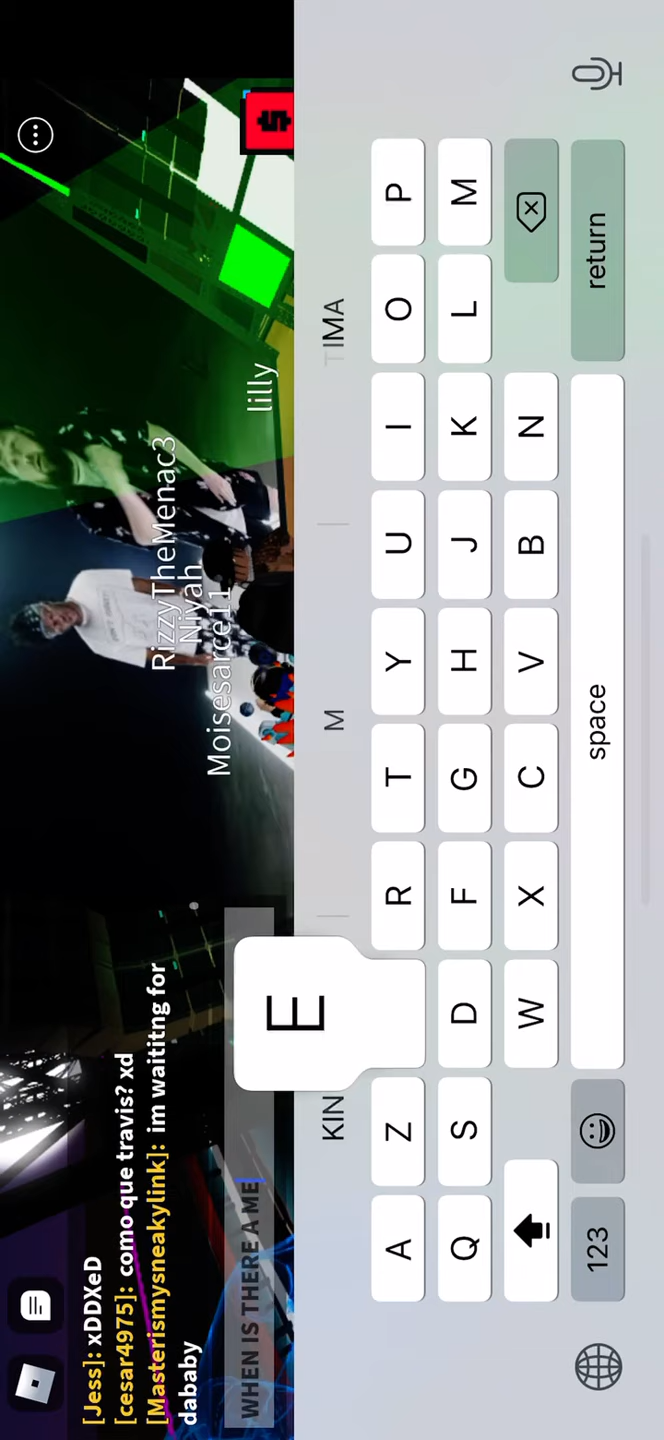 [Jess]: xDDXeD
[cesar4975]: como que travis? xd
[Masterismysneakylink]: im waititng for
dababy
WHEN IS THERE A ME
RizzyTheMenac3
Niyah
Moisesarce11
lilly
$
KIN
M
TIMA
A Z E R T Y U I O P
Q S D F G H J K L M
W X C V B N
123
space
return